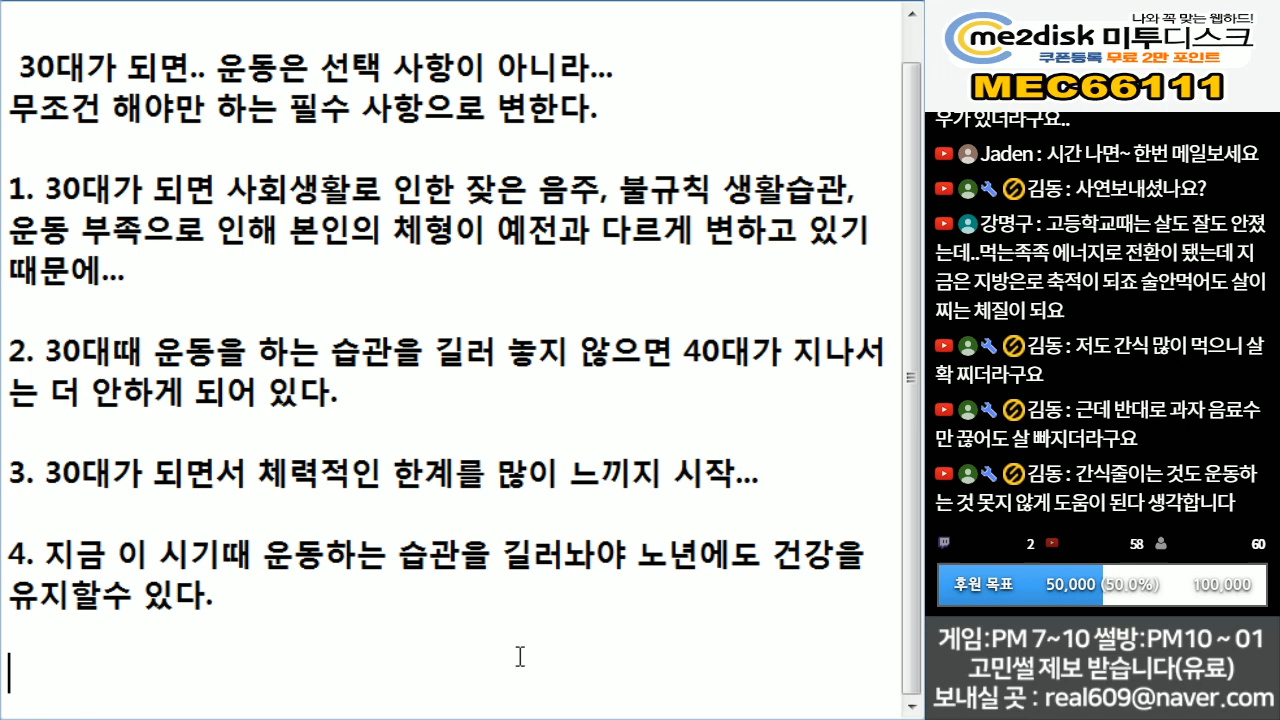 30대가 되면.. 운동은 선택 사항이 아니라...
무조건 해야만 하는 필수 사항으로 변한다.
1. 30대가 되면 사회생활로 인한 잦은 음주, 불규칙 생활습관,
운동 부족으로 인해 본인의 체형이 예전과 다르게 변하고 있기
때문에...
2. 30대때 운동을 하는 습관을 길러 놓지 않으면 40대가 지나서
는 더 안하게 되어 있다.
3. 30대가 되면서 체력적인 한계를 많이 느끼지 시작...
4. 지금 이 시기때 운동하는 습관을 길러놔야 노년에도 건강을
유지할수 있다.
나와 꼭 맞는 웹하드!
me2disk 미투디스크
쿠폰등록 무료 2만 포인트
MEC66111
우가 있더라구요..
Jaden : 시간 나면~ 한번 메일보세요
김동 : 사연보내셨나요?
강명구 : 고등학교때는 살도 잘도 안졌
는데..먹는족족 에너지로 전환이 됐는데 지
금은 지방은로 축적이 되죠 술안먹어도 살이
찌는 체질이 되요
김동 : 저도 간식 많이 먹으니 살
확 찌더라구요
김동 : 근데 반대로 과자 음료수
만 끊어도 살 빠지더라구요
김동 : 간식줄이는 것도 운동하
는 것 못지 않게 도움이 된다 생각합니다
2 58 60
후원 목표 50,000 (50.0%) 100,000
게임:PM 7~10 썰방:PM10 ~ 01
고민썰 제보 받습니다(유료)
보내실 곳 : real609@naver.com